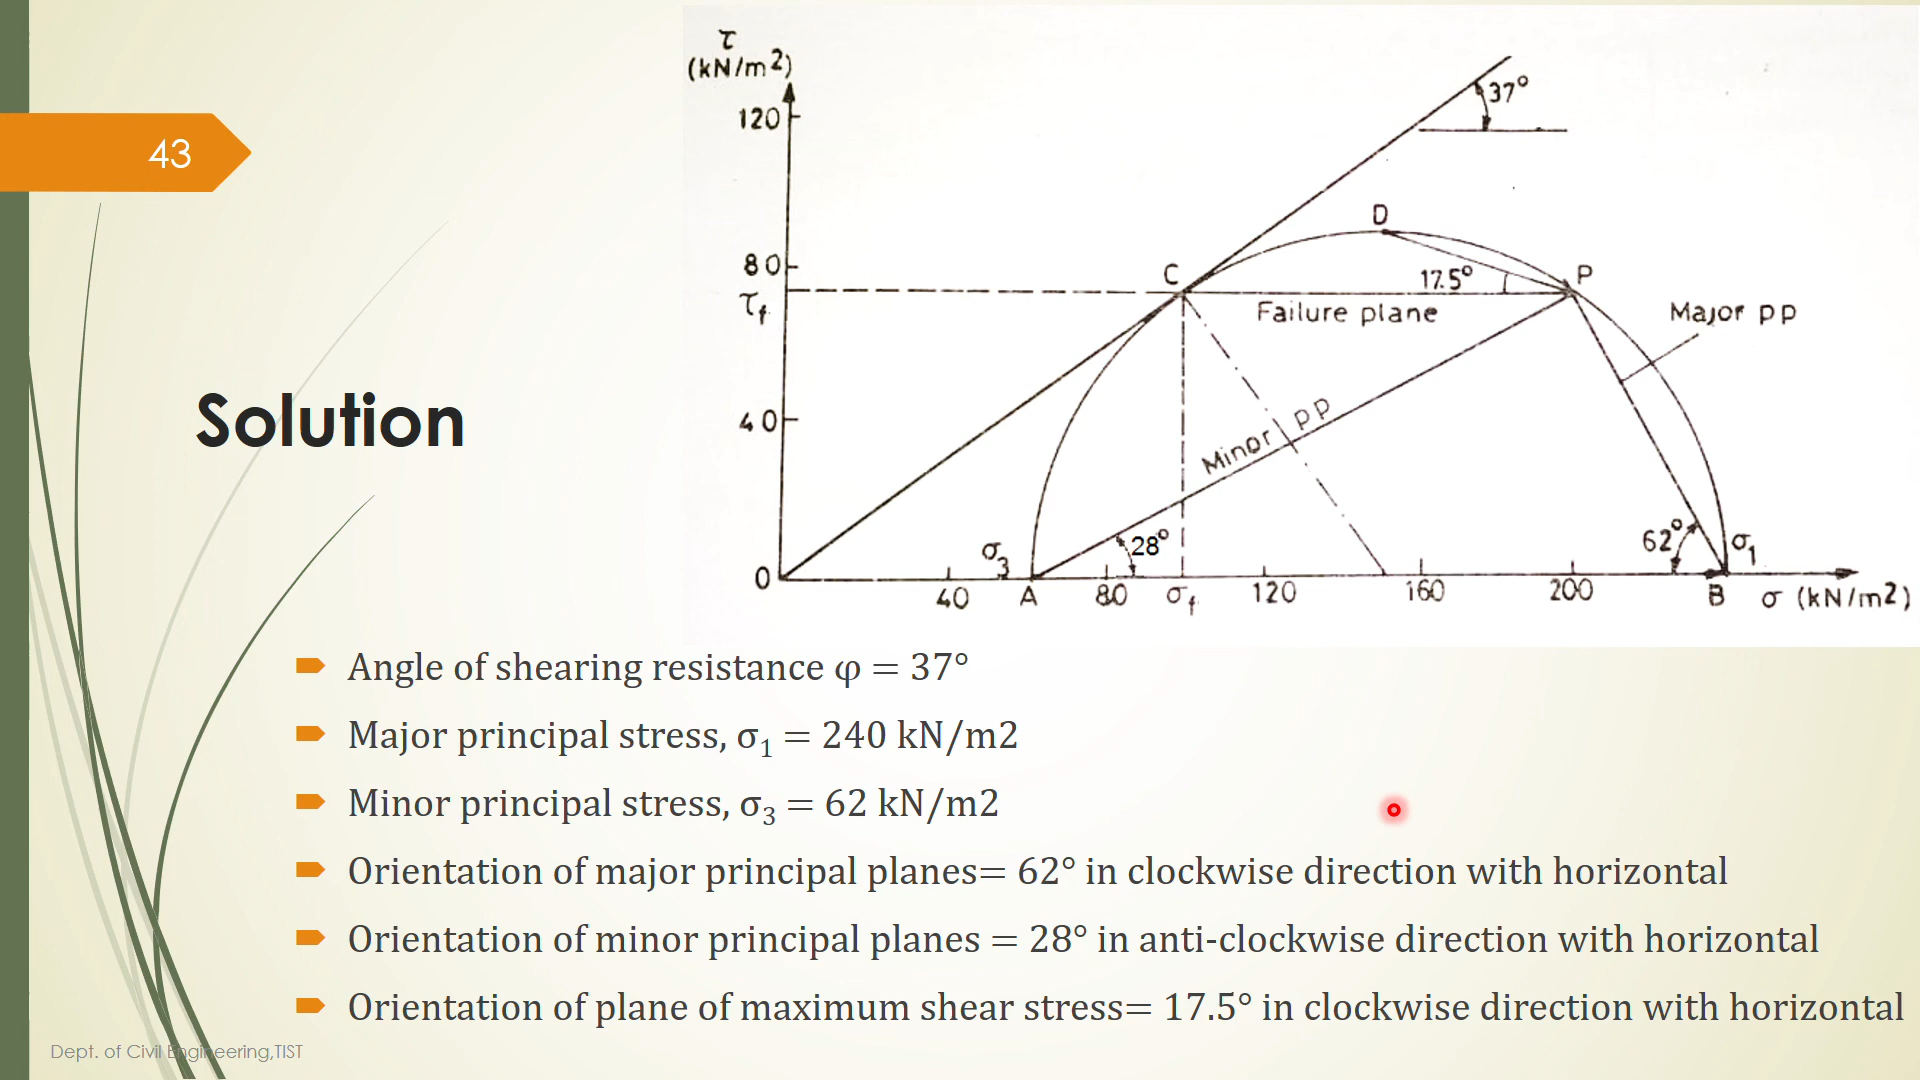 43
Solution
τ
(kN/m2)
120
80
τf
40
0
37°
D
C
17.5°
P
Failure plane
Major pp
Minor pp
σ3
28°
62°
σ1
40 A 80 σf 120 160 200 B σ (kN/m2)
Angle of shearing resistance φ = 37°
Major principal stress, σ1 = 240 kN/m2
Minor principal stress, σ3 = 62 kN/m2
Orientation of major principal planes= 62° in clockwise direction with horizontal
Orientation of minor principal planes = 28° in anti-clockwise direction with horizontal
Orientation of plane of maximum shear stress= 17.5° in clockwise direction with horizontal
Dept. of Civil Engineering,TIST